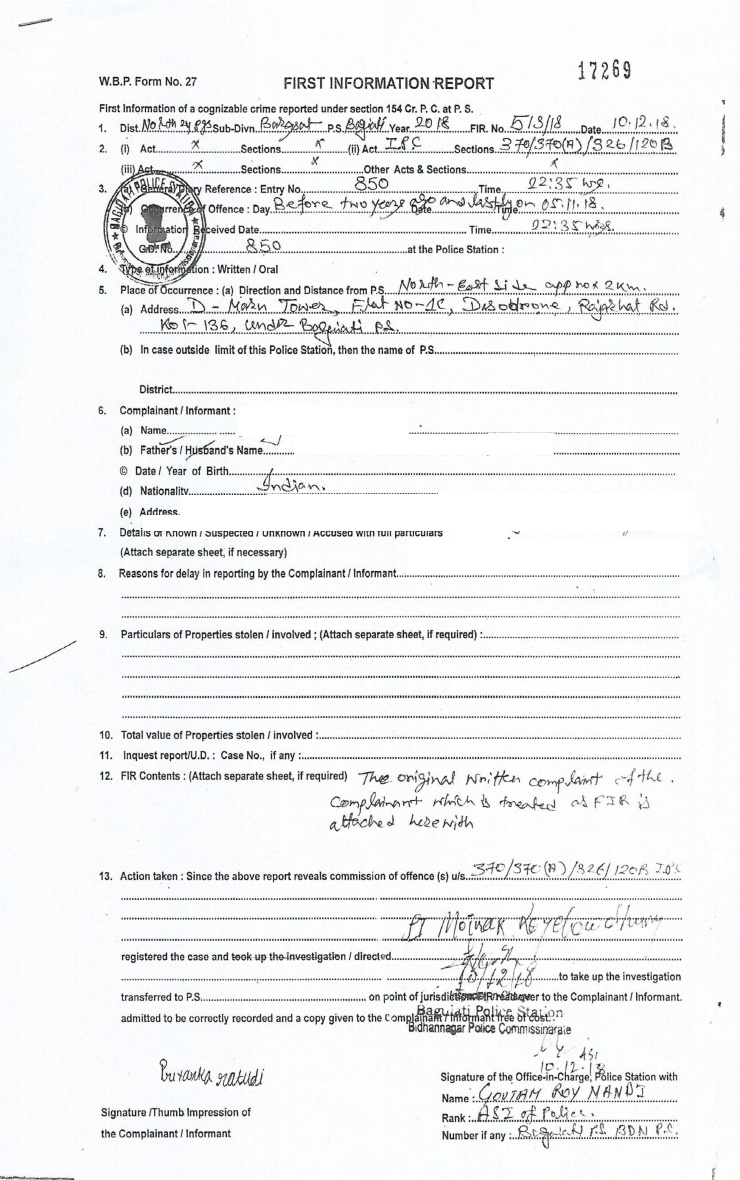 17269
W.B.P. Form No. 27 FIRST INFORMATION REPORT
First Information of a cognizable crime reported under section 154 Cr. P. C. at P. S.
1. Dist. North 24 pgs Sub-Divn. Barasat P.S. Baguiati Year 2018 FIR. No. 513/18 Date 10.12.18.
2. (i) Act x Sections x (ii) Act IPC Sections 370/370(A)/326/120B
(iii) Act x Sections x Other Acts & Sections x
3. (a) General Diary Reference : Entry No. 850 Time 22:35 hrs.
(b) Occurrence of Offence : Day Before two years ago and lastly on 05.11.18. Date Time
© Information Received Date Time 22:35 hrs.
G.D. No. 850 at the Police Station :
4. Type of Information : Written / Oral
5. Place of Occurrence : (a) Direction and Distance from P.S. North-East side approx 2 km.
(a) Address D - Tower, Flat No-1C, Rajarhat Rd.
Kol-136, under Baguiati P.S.
(b) In case outside limit of this Police Station, then the name of P.S.
District
6. Complainant / Informant :
(a) Name
(b) Father's / Husband's Name
© Date / Year of Birth
(d) Nationality Indian.
(e) Address.
7. Details of Known / Suspected / Unknown / Accused with full particulars
(Attach separate sheet, if necessary)
8. Reasons for delay in reporting by the Complainant / Informant
9. Particulars of Properties stolen / involved ; (Attach separate sheet, if required) :
10. Total value of Properties stolen / involved :
11. Inquest report/U.D. : Case No., if any :
12. FIR Contents : (Attach separate sheet, if required) The original written complaint of the
Complainant which is treated as FIR is
attached herewith
13. Action taken : Since the above report reveals commission of offence (s) u/s. 370/370(A)/326/120B IPC
PI Moinak
registered the case and took up the investigation / directed
10/12/18 to take up the investigation
transferred to P.S. on point of jurisdiction FIR read over to the Complainant / Informant.
admitted to be correctly recorded and a copy given to the Complainant / Informant free of cost.
Baguiati Police Station
Bidhannagar Police Commissinarate
ASI
10.12.18
Signature of the Office-in-Charge, Police Station with
Name : GOUTAM ROY MANDI
Rank : ASI of Police.
Number if any : Baguiati PS BDN P.C.
Signature /Thumb Impression of
the Complainant / Informant